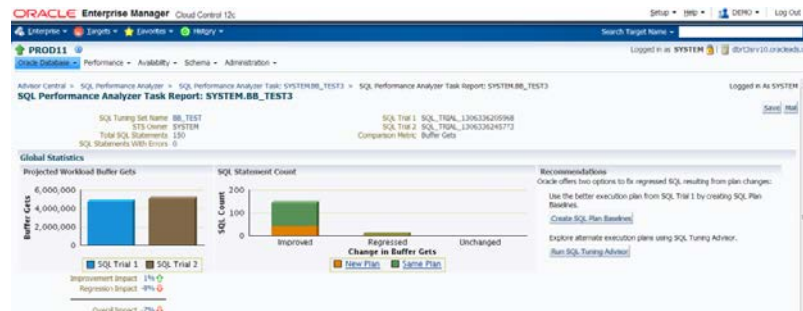 ORACLE Enterprise Manager Cloud Control 12c
Setup Help DEMO Log Out
Enterprise Targets Favorites History
Search Target Name
PROD11
Logged in as SYSTEM
Oracle Database Performance Availability Schema Administration
Advisor Central > SQL Performance Analyzer > SQL Performance Analyzer Task: SYSTEM.BB_TEST3 > SQL Performance Analyzer Task Report: SYSTEM.BB_TEST3
Logged in As SYSTEM
SQL Performance Analyzer Task Report: SYSTEM.BB_TEST3
Save Mail
SQL Tuning Set Name BB_TEST
STS Owner SYSTEM
Total SQL Statements 150
SQL Statements With Errors 0
SQL Trial 1 SQL_TRIAL_1306336205968
SQL Trial 2 SQL_TRIAL_1306336245773
Comparison Metric Buffer Gets
Global Statistics
Projected Workload Buffer Gets
Buffer Gets
6,000,000
4,000,000
2,000,000
0
SQL Trial 1 SQL Trial 2
Improvement Impact 1%
Regression Impact -8%
Overall Impact -7%
SQL Statement Count
SQL Count
200
100
0
Improved Regressed Unchanged
Change in Buffer Gets
New Plan Same Plan
Recommendations
Oracle offers two options to fix regressed SQL resulting from plan changes:
Use the better execution plan from SQL Trial 1 by creating SQL Plan
Baselines.
Create SQL Plan Baselines
Explore alternate execution plans using SQL Tuning Advisor.
Run SQL Tuning Advisor